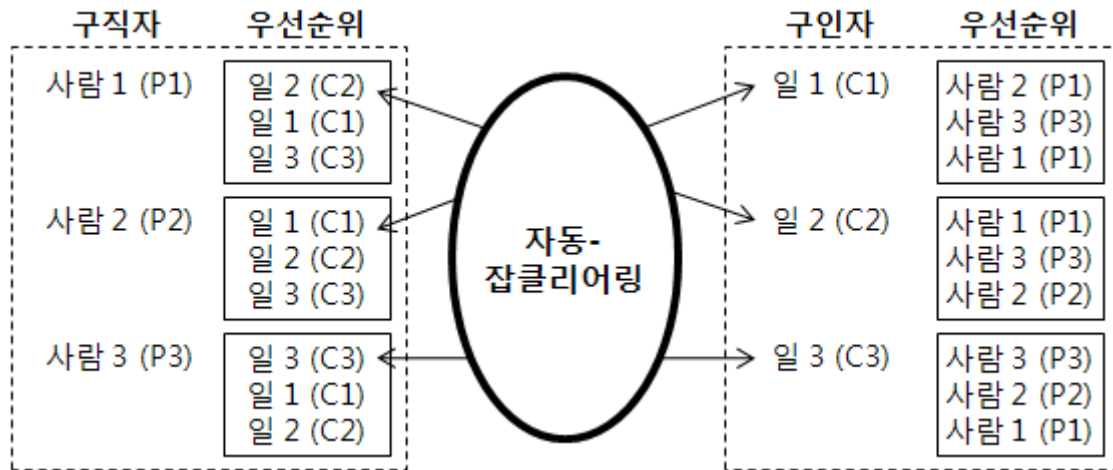 구직자 우선순위 구인자 우선순위
사람 1 (P1)
일 2 (C2)
일 1 (C1)
일 3 (C3)
사람 2 (P2)
일 1 (C1)
일 2 (C2)
일 3 (C3)
사람 3 (P3)
일 3 (C3)
일 1 (C1)
일 2 (C2)
자동-
잡클리어링
일 1 (C1)
사람 2 (P1)
사람 3 (P3)
사람 1 (P1)
일 2 (C2)
사람 1 (P1)
사람 3 (P3)
사람 2 (P2)
일 3 (C3)
사람 3 (P3)
사람 2 (P2)
사람 1 (P1)